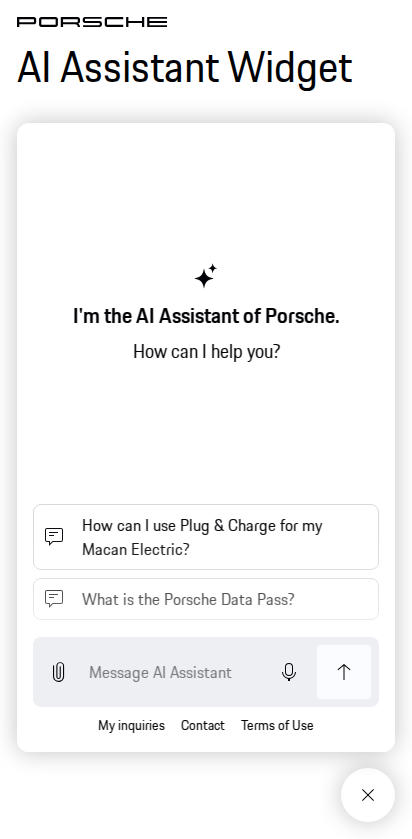 PORSCHE
AI Assistant Widget
I'm the AI Assistant of Porsche.
How can I help you?
How can I use Plug & Charge for my
Macan Electric?
What is the Porsche Data Pass?
Message AI Assistant
My inquiries Contact Terms of Use